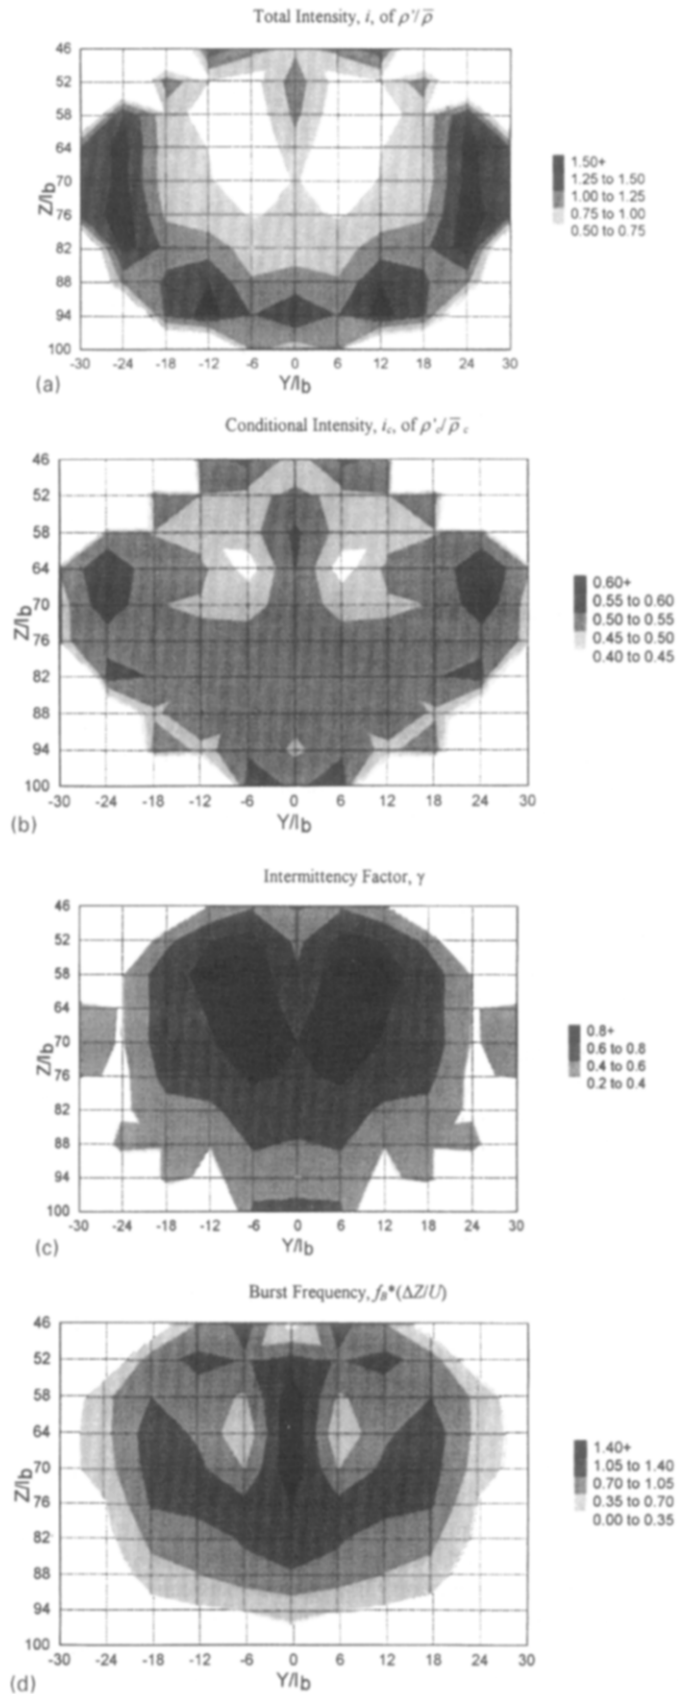 Total Intensity, i, of ρ'/ρ̅
46
52
58
64
70
76
82
88
94
100
Z/lb
-30 -24 -18 -12 -6 0 6 12 18 24 30
Y/lb
1.50+
1.25 to 1.50
1.00 to 1.25
0.75 to 1.00
0.50 to 0.75
(a)
Conditional Intensity, ic, of ρ'c/ρ̅ c
46
52
58
64
70
76
82
88
94
100
Z/lb
-30 -24 -18 -12 -6 0 6 12 18 24 30
Y/lb
0.60+
0.55 to 0.60
0.50 to 0.55
0.45 to 0.50
0.40 to 0.45
(b)
Intermittency Factor, γ
46
52
58
64
70
76
82
88
94
100
Z/lb
-30 -24 -18 -12 -6 0 6 12 18 24 30
Y/lb
0.8+
0.6 to 0.8
0.4 to 0.6
0.2 to 0.4
(c)
Burst Frequency, fB*(ΔZ/U)
46
52
58
64
70
76
82
88
94
100
Z/lb
-30 -24 -18 -12 -6 0 6 12 18 24 30
Y/lb
1.40+
1.05 to 1.40
0.70 to 1.05
0.35 to 0.70
0.00 to 0.35
(d)